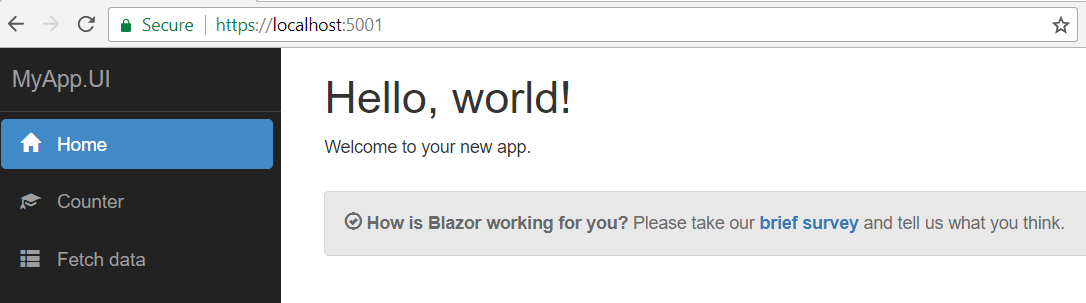 Secure https://localhost:5001
MyApp.UI
Home
Counter
Fetch data
Hello, world!
Welcome to your new app.
How is Blazor working for you? Please take our brief survey and tell us what you think.